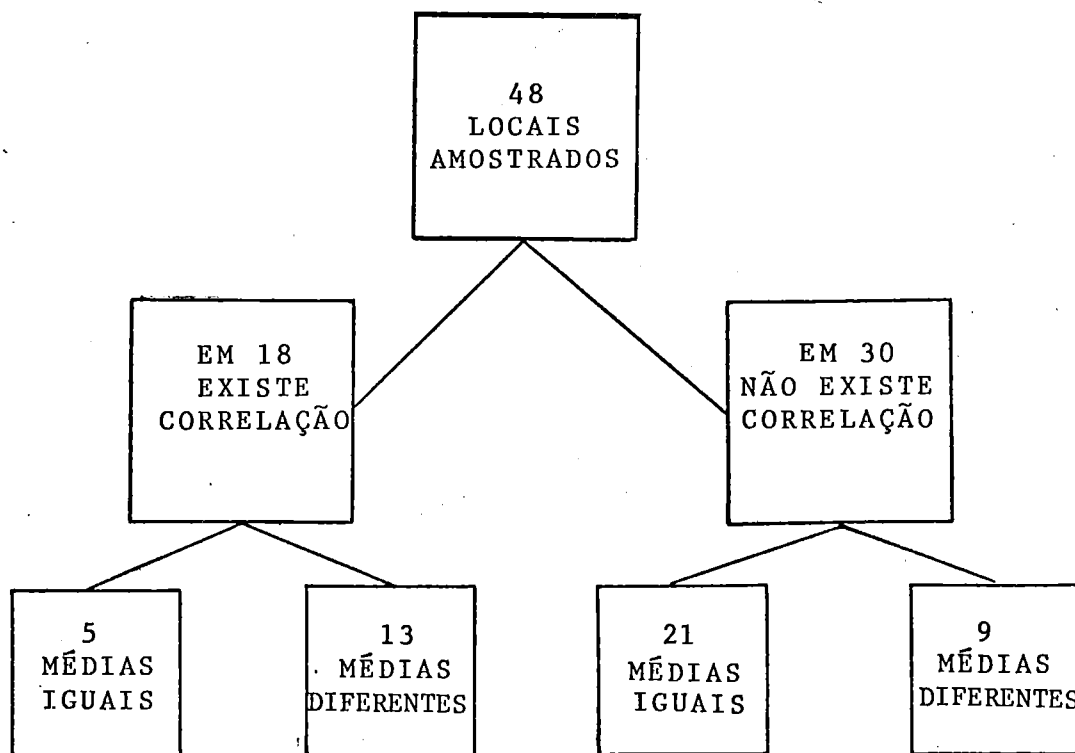 48
LOCAIS
AMOSTRADOS
EM 18
EXISTE
CORRELAÇÃO
EM 30
NÃO EXISTE
CORRELAÇÃO
5
MÉDIAS
IGUAIS
13
MÉDIAS
DIFERENTES
21
MÉDIAS
IGUAIS
9
MÉDIAS
DIFERENTES